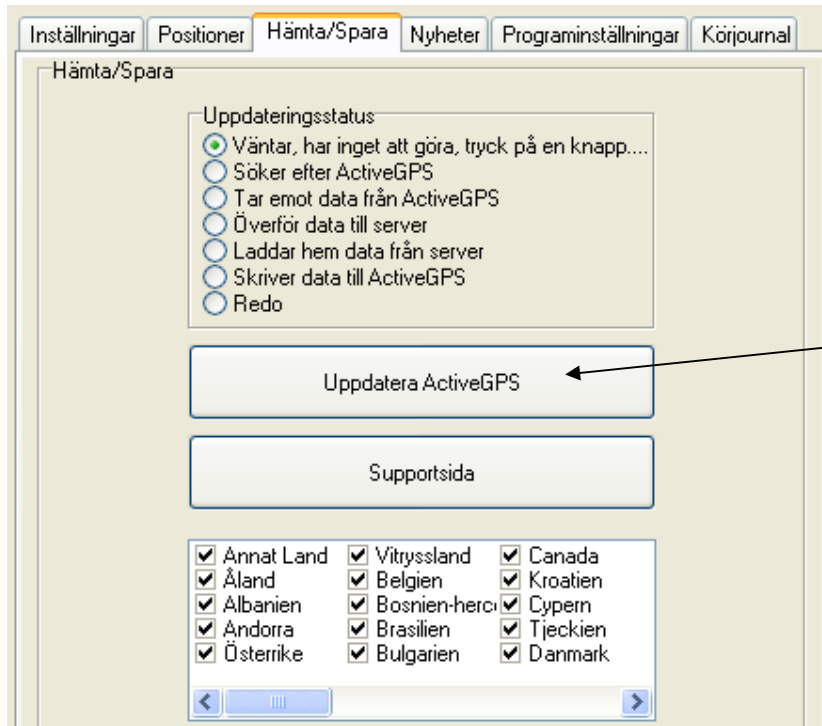 Inställningar Positioner Hämta/Spara Nyheter Programinställningar Körjournal
Hämta/Spara
Uppdateringsstatus
Väntar, har inget att göra, tryck på en knapp....
Söker efter ActiveGPS
Tar emot data från ActiveGPS
Överför data till server
Laddar hem data från server
Skriver data till ActiveGPS
Redo
Uppdatera ActiveGPS
Supportsida
Annat Land Vitryssland Canada
Åland Belgien Kroatien
Albanien Bosnien-herc Cypern
Andorra Brasilien Tjeckien
Österrike Bulgarien Danmark